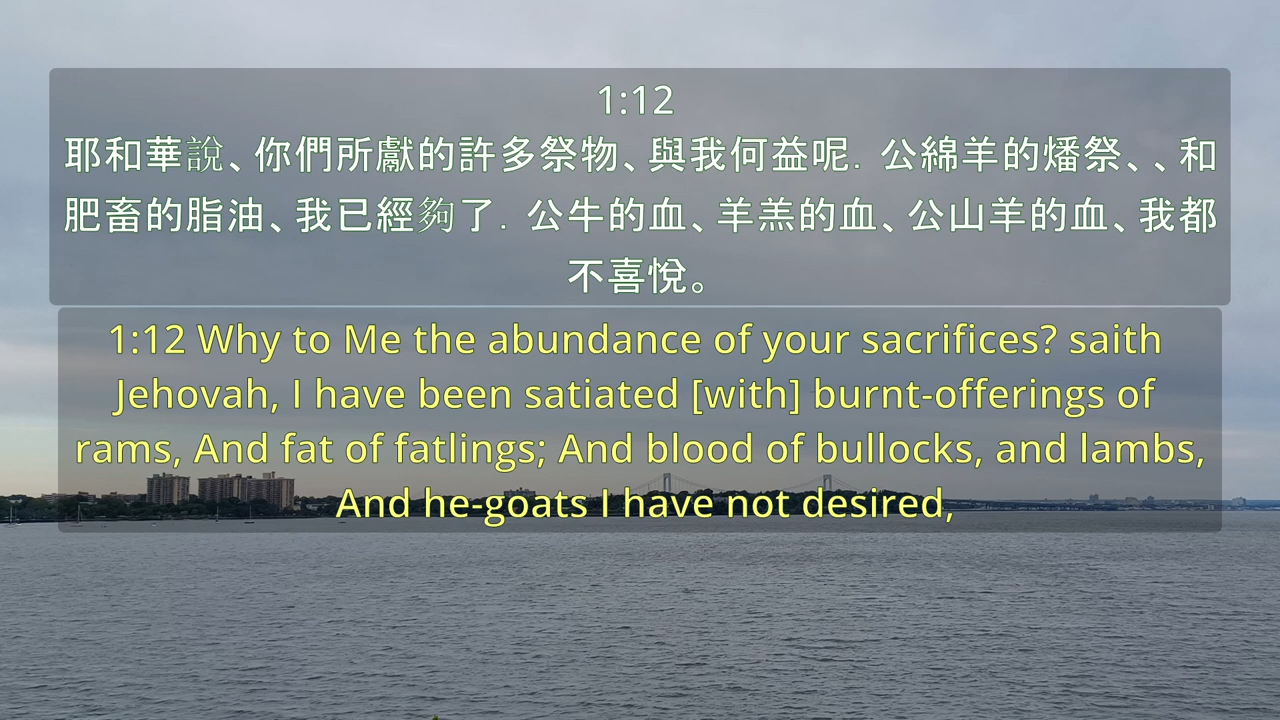 1:12
耶和華說、你們所獻的許多祭物、與我何益呢． 公綿羊的燔祭、、和
肥畜的脂油、我已經夠了． 公牛的血、羊羔的血、公山羊的血、我都
不喜悅。
1:12 Why to Me the abundance of your sacrifices? saith
Jehovah, I have been satiated [with] burnt-offerings of
rams, And fat of fatlings; And blood of bullocks, and lambs,
And he-goats I have not desired,